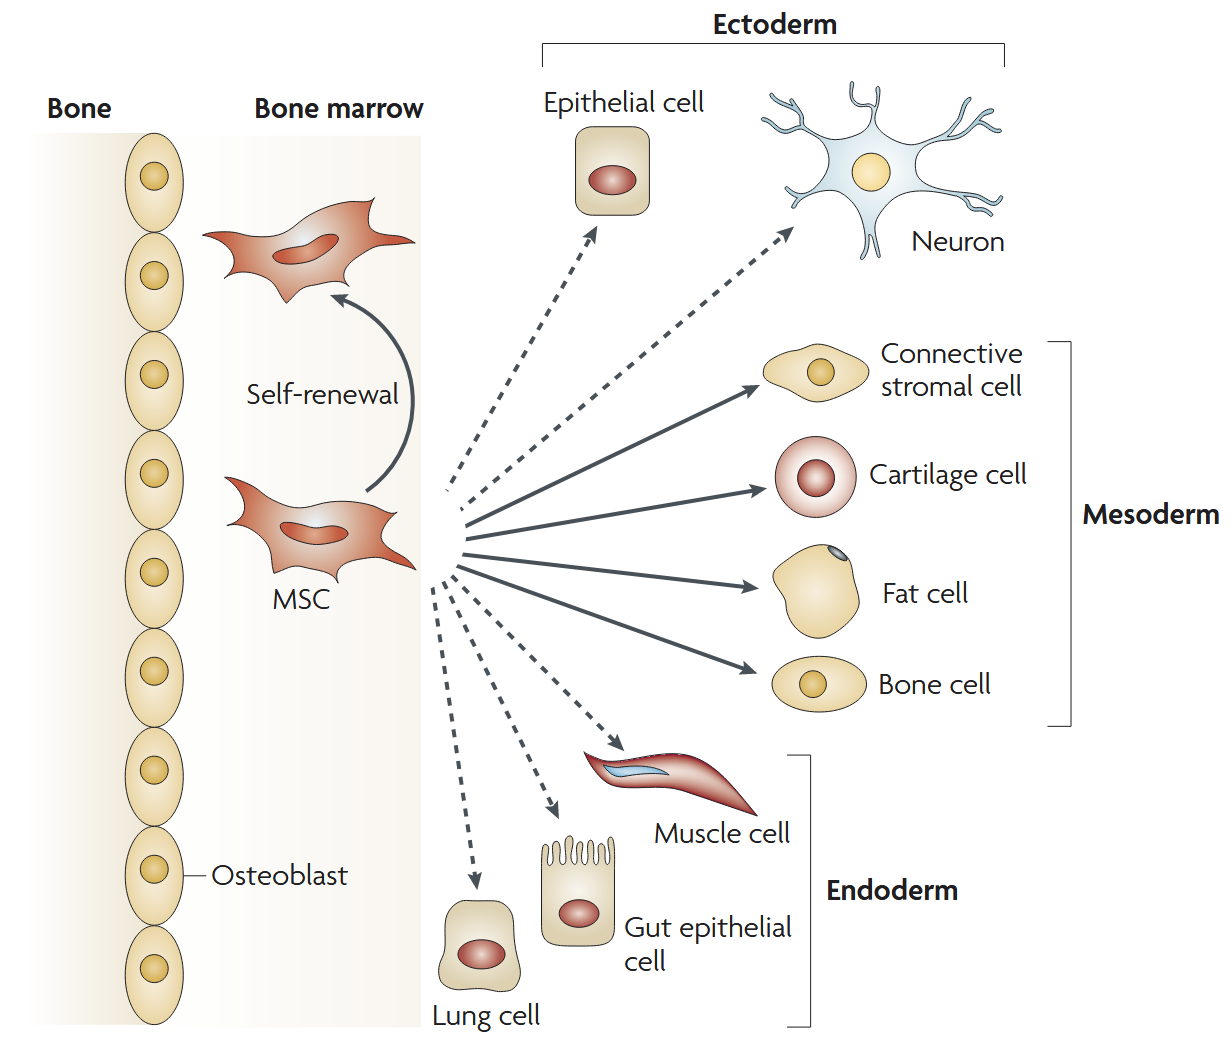 Ectoderm
Bone
Bone marrow
Epithelial cell
Neuron
Self-renewal
MSC
Connective
stromal cell
Cartilage cell
Mesoderm
Fat cell
Bone cell
Muscle cell
Osteoblast
Endoderm
Gut epithelial
cell
Lung cell